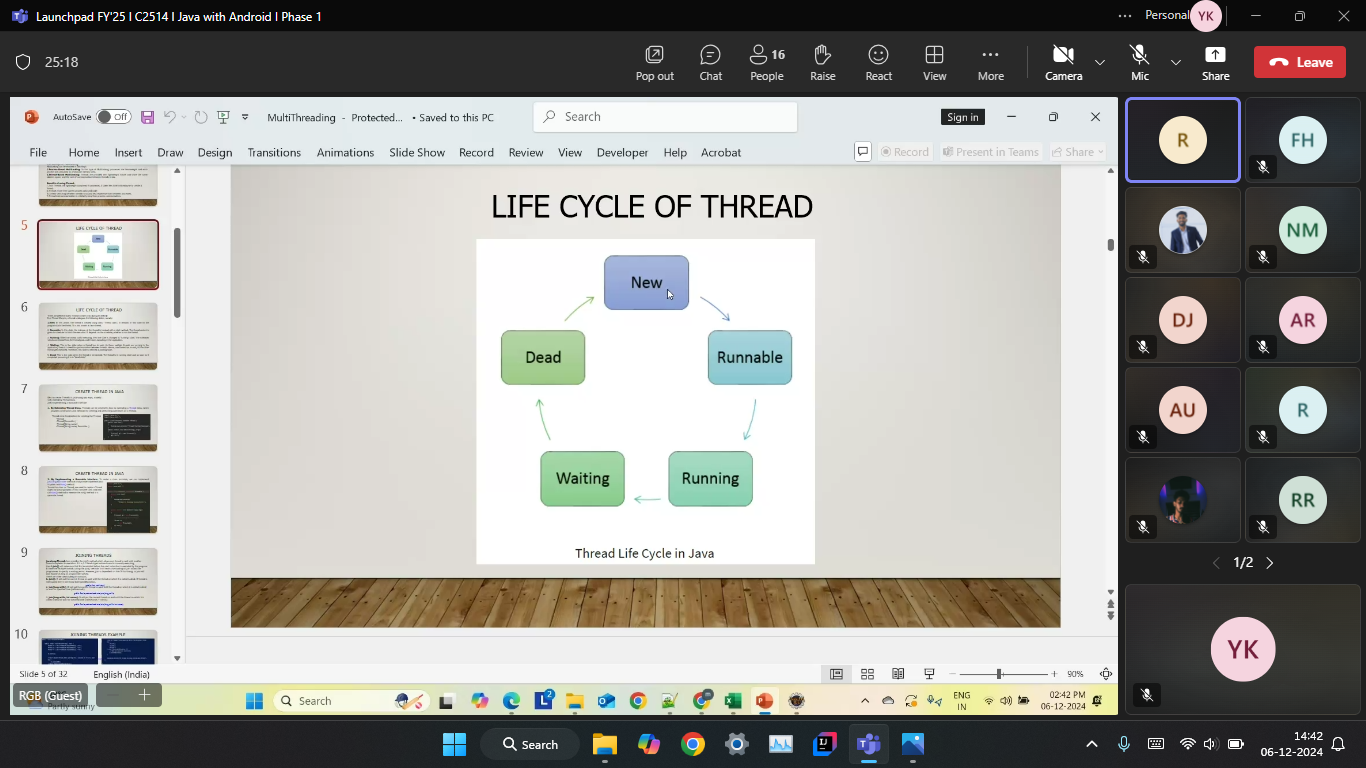 Launchpad FY'25 | C2514 | Java with Android | Phase 1
Personal YK
25:18
Pop out
Chat
16
People
Raise
React
View
More
Camera
Mic
Share
Leave
AutoSave Off
MultiThreading - Protected... • Saved to this PC
Search
Sign in
File Home Insert Draw Design Transitions Animations Slide Show Record Review View Developer Help Acrobat
Record
Present in Teams
Share
5
LIFE CYCLE OF THREAD
6
LIFE CYCLE OF THREAD
7
CREATE THREAD IN JAVA
8
CREATE THREAD IN JAVA
9
JOINING THREADS
10
JOINING THREADS EXAMPLE
LIFE CYCLE OF THREAD
New
Dead
Runnable
Waiting
Running
Thread Life Cycle in Java
R
FH
NM
DJ
AR
AU
R
RR
1/2
YK
Slide 5 of 32
English (India)
90%
RGB (Guest)
Partly sunny
Search
2
ENG
IN
02:42 PM
06-12-2024
Search
14:42
06-12-2024